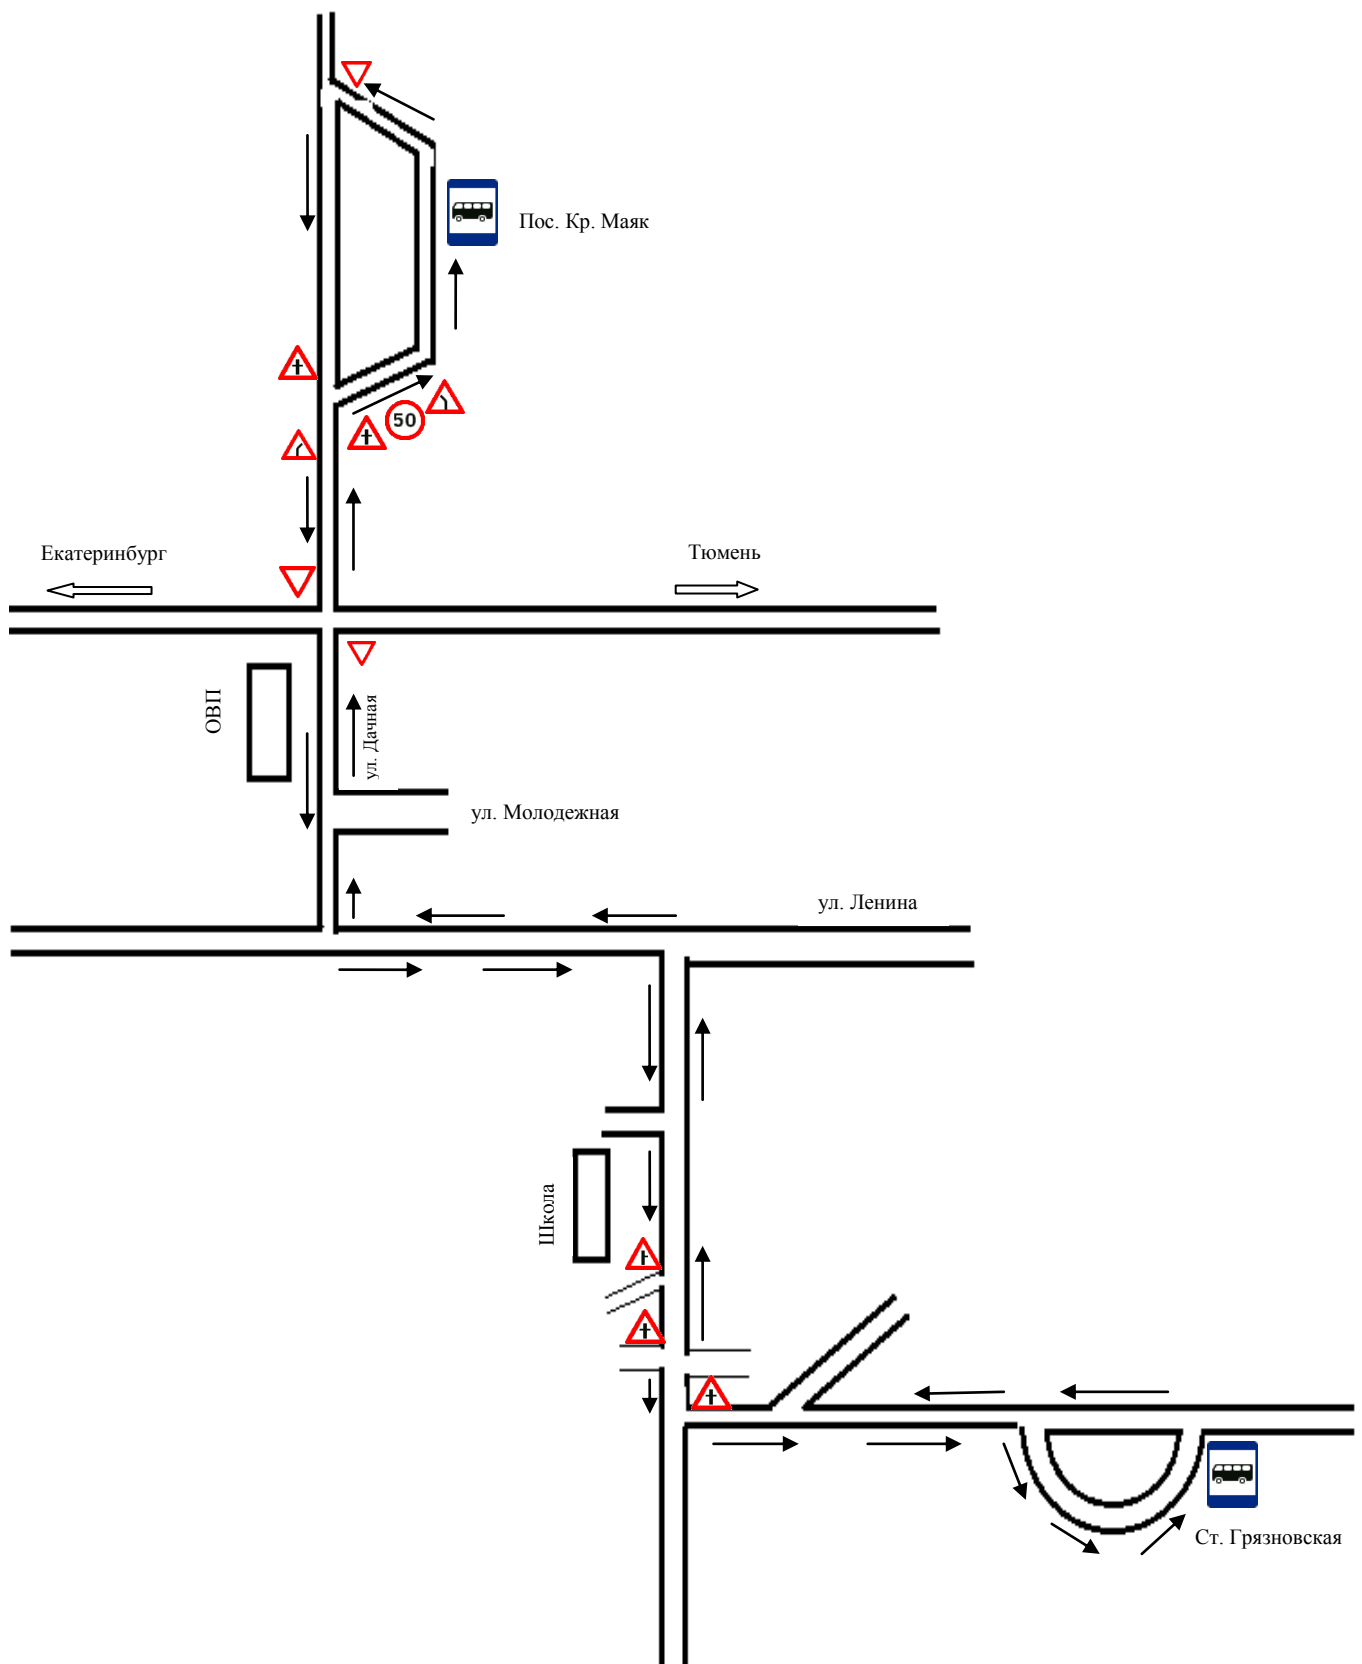 Пос. Кр. Маяк
50
Екатеринбург
Тюмень
ОВП
ул. Дачная
ул. Молодежная
ул. Ленина
Школа
Ст. Грязновская